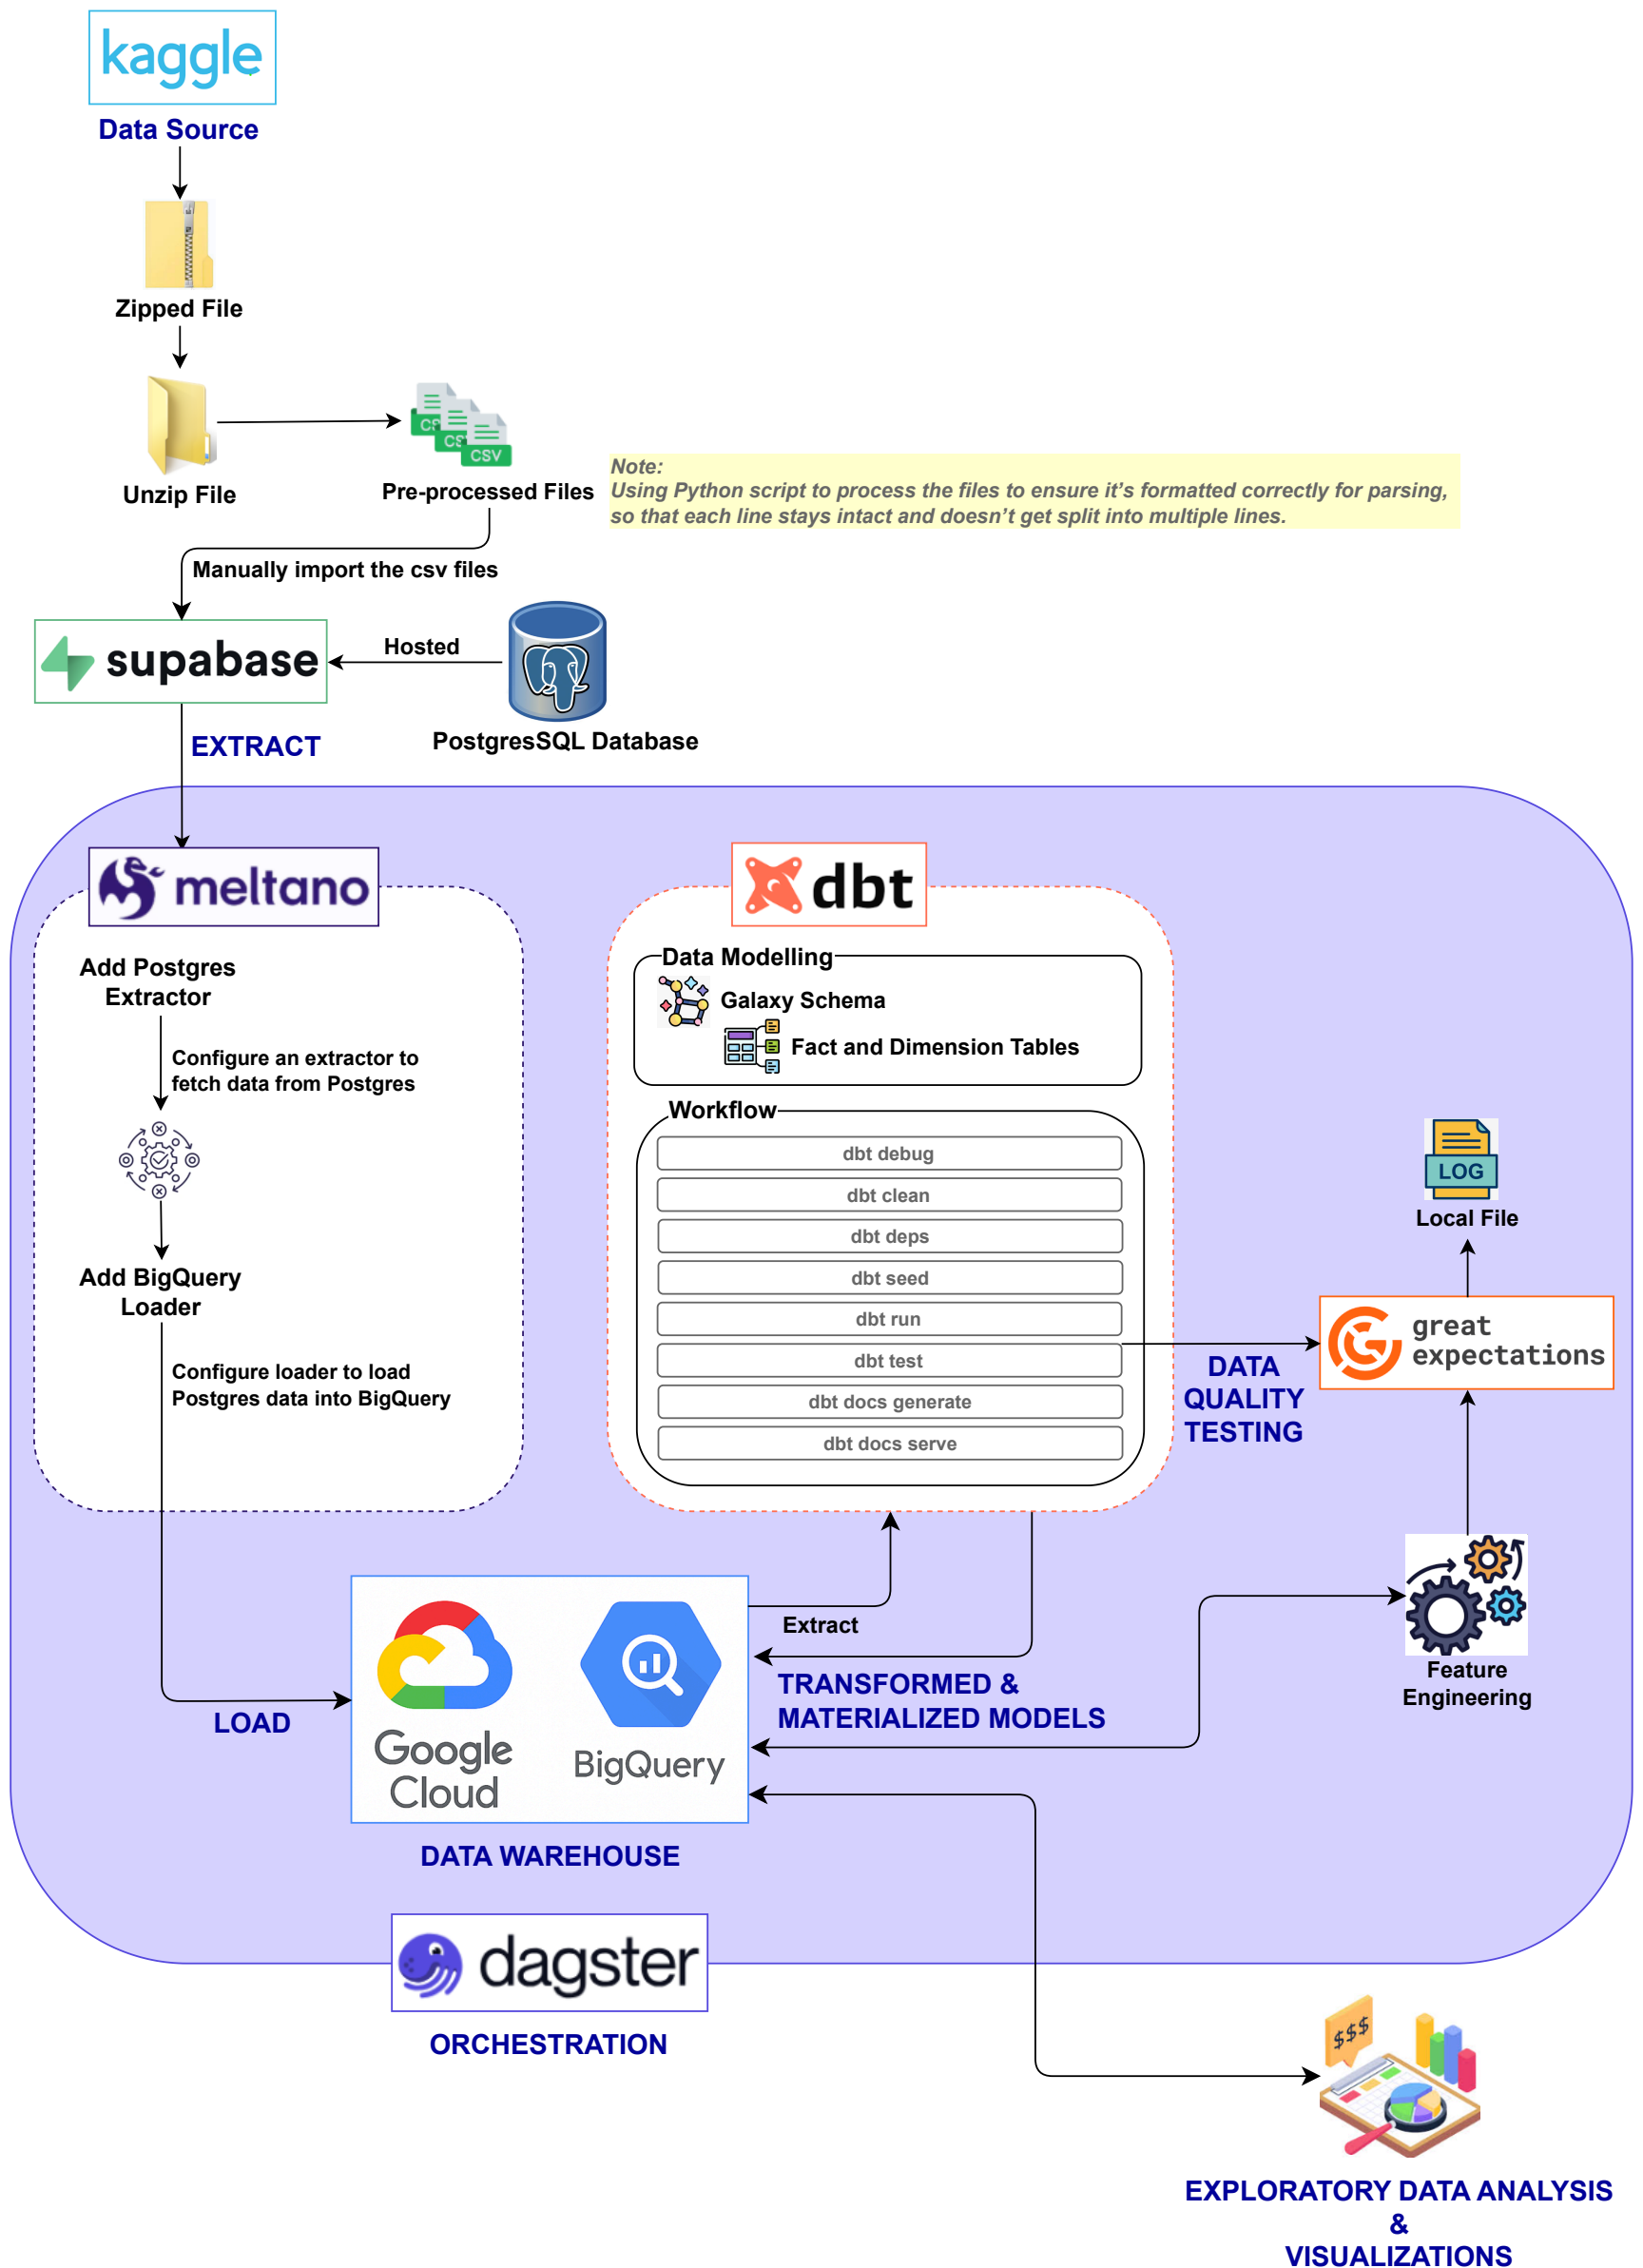 kaggle
Data Source
Zipped File
Unzip File
CSV
CSV
CSV
Pre-processed Files
Note:
Using Python script to process the files to ensure it's formatted correctly for parsing,
so that each line stays intact and doesn't get split into multiple lines.
Manually import the csv files
supabase
Hosted
PostgresSQL Database
EXTRACT
meltano
Add Postgres
Extractor
Configure an extractor to
fetch data from Postgres
Add BigQuery
Loader
Configure loader to load
Postgres data into BigQuery
dbt
Data Modelling
Galaxy Schema
Fact and Dimension Tables
Workflow
dbt debug
dbt clean
dbt deps
dbt seed
dbt run
dbt test
dbt docs generate
dbt docs serve
LOG
Local File
great
expectations
DATA
QUALITY
TESTING
Feature
Engineering
Extract
TRANSFORMED &
MATERIALIZED MODELS
LOAD
Google
Cloud
BigQuery
DATA WAREHOUSE
dagster
ORCHESTRATION
$$$
EXPLORATORY DATA ANALYSIS
&
VISUALIZATIONS